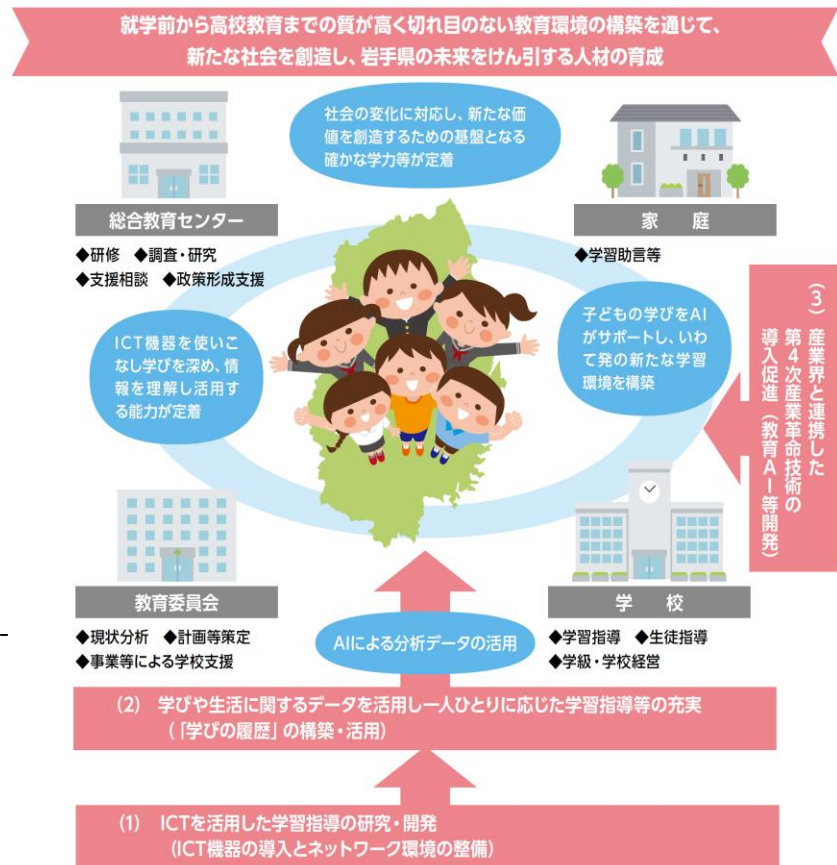 就学前から高校教育までの質が高く切れ目のない教育環境の構築を通じて、
新たな社会を創造し、岩手県の未来をけん引する人材の育成
社会の変化に対応し、新たな価
値を創造するための基盤となる
確かな学力等が定着
総合教育センター
◆研修 ◆調査・研究
◆支援相談 ◆政策形成支援
家 庭
◆学習助言等
ICT機器を使いこ
なし学びを深め、情
報を理解し活用す
る能力が定着
子どもの学びをAI
がサポートし、いわ
て発の新たな学習
環境を構築
(3) 産業界と連携した
第4次産業革命技術の
導入促進(教育AI等開発)
教育委員会
◆現状分析 ◆計画等策定
◆事業等による学校支援
学 校
◆学習指導 ◆生徒指導
◆学級・学校経営
AIによる分析データの活用
(2) 学びや生活に関するデータを活用し一人ひとりに応じた学習指導等の充実
(「学びの履歴」の構築・活用)
(1) ICTを活用した学習指導の研究・開発
(ICT機器の導入とネットワーク環境の整備)